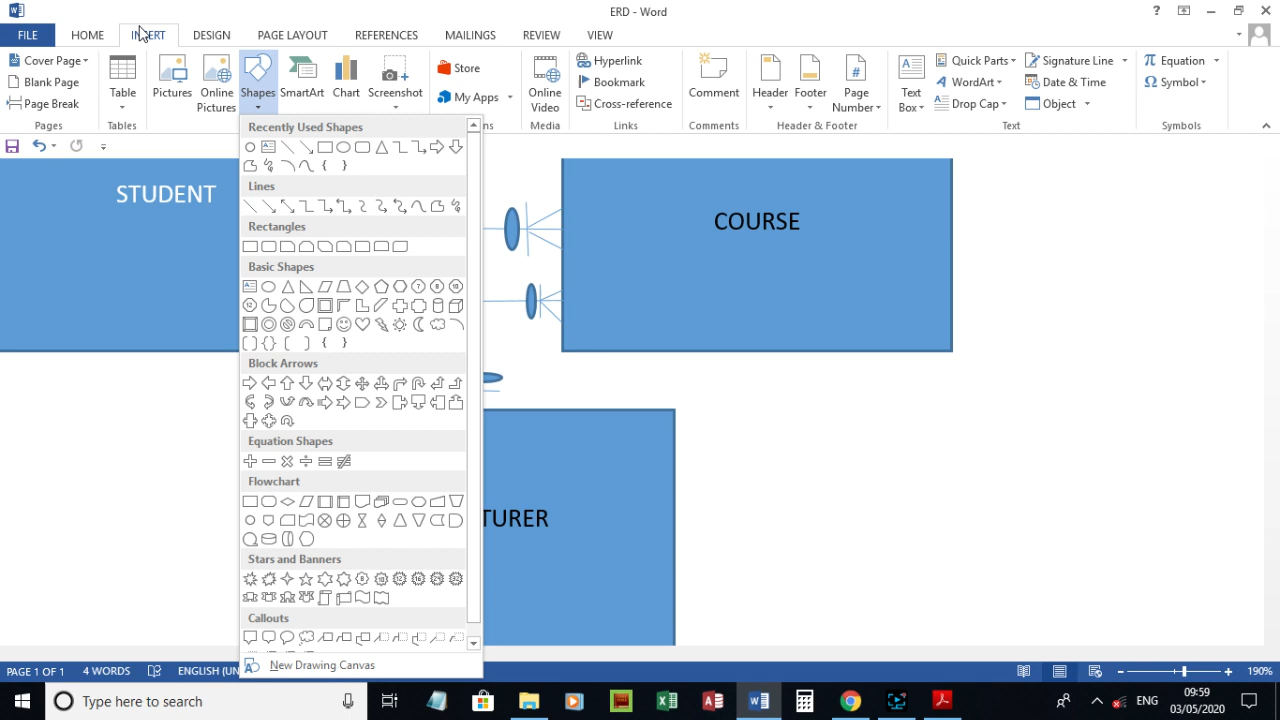 ERD - Word
FILE HOME INSERT DESIGN PAGE LAYOUT REFERENCES MAILINGS REVIEW VIEW
Cover Page
Blank Page
Page Break
Pages
Table
Tables
Pictures
Online Pictures
Shapes
SmartArt
Chart
Screenshot
Store
My Apps
Online Video
Media
Hyperlink
Bookmark
Cross-reference
Links
Comment
Comments
Header
Footer
Page Number
Header & Footer
Text Box
Quick Parts
WordArt
Drop Cap
Signature Line
Date & Time
Object
Text
Equation
Symbol
Symbols
Recently Used Shapes
Lines
Rectangles
Basic Shapes
Block Arrows
Equation Shapes
Flowchart
Stars and Banners
Callouts
New Drawing Canvas
STUDENT
COURSE
TURER
PAGE 1 OF 1 4 WORDS ENGLISH (UN 190%
Type here to search
ENG
09:59
03/05/2020